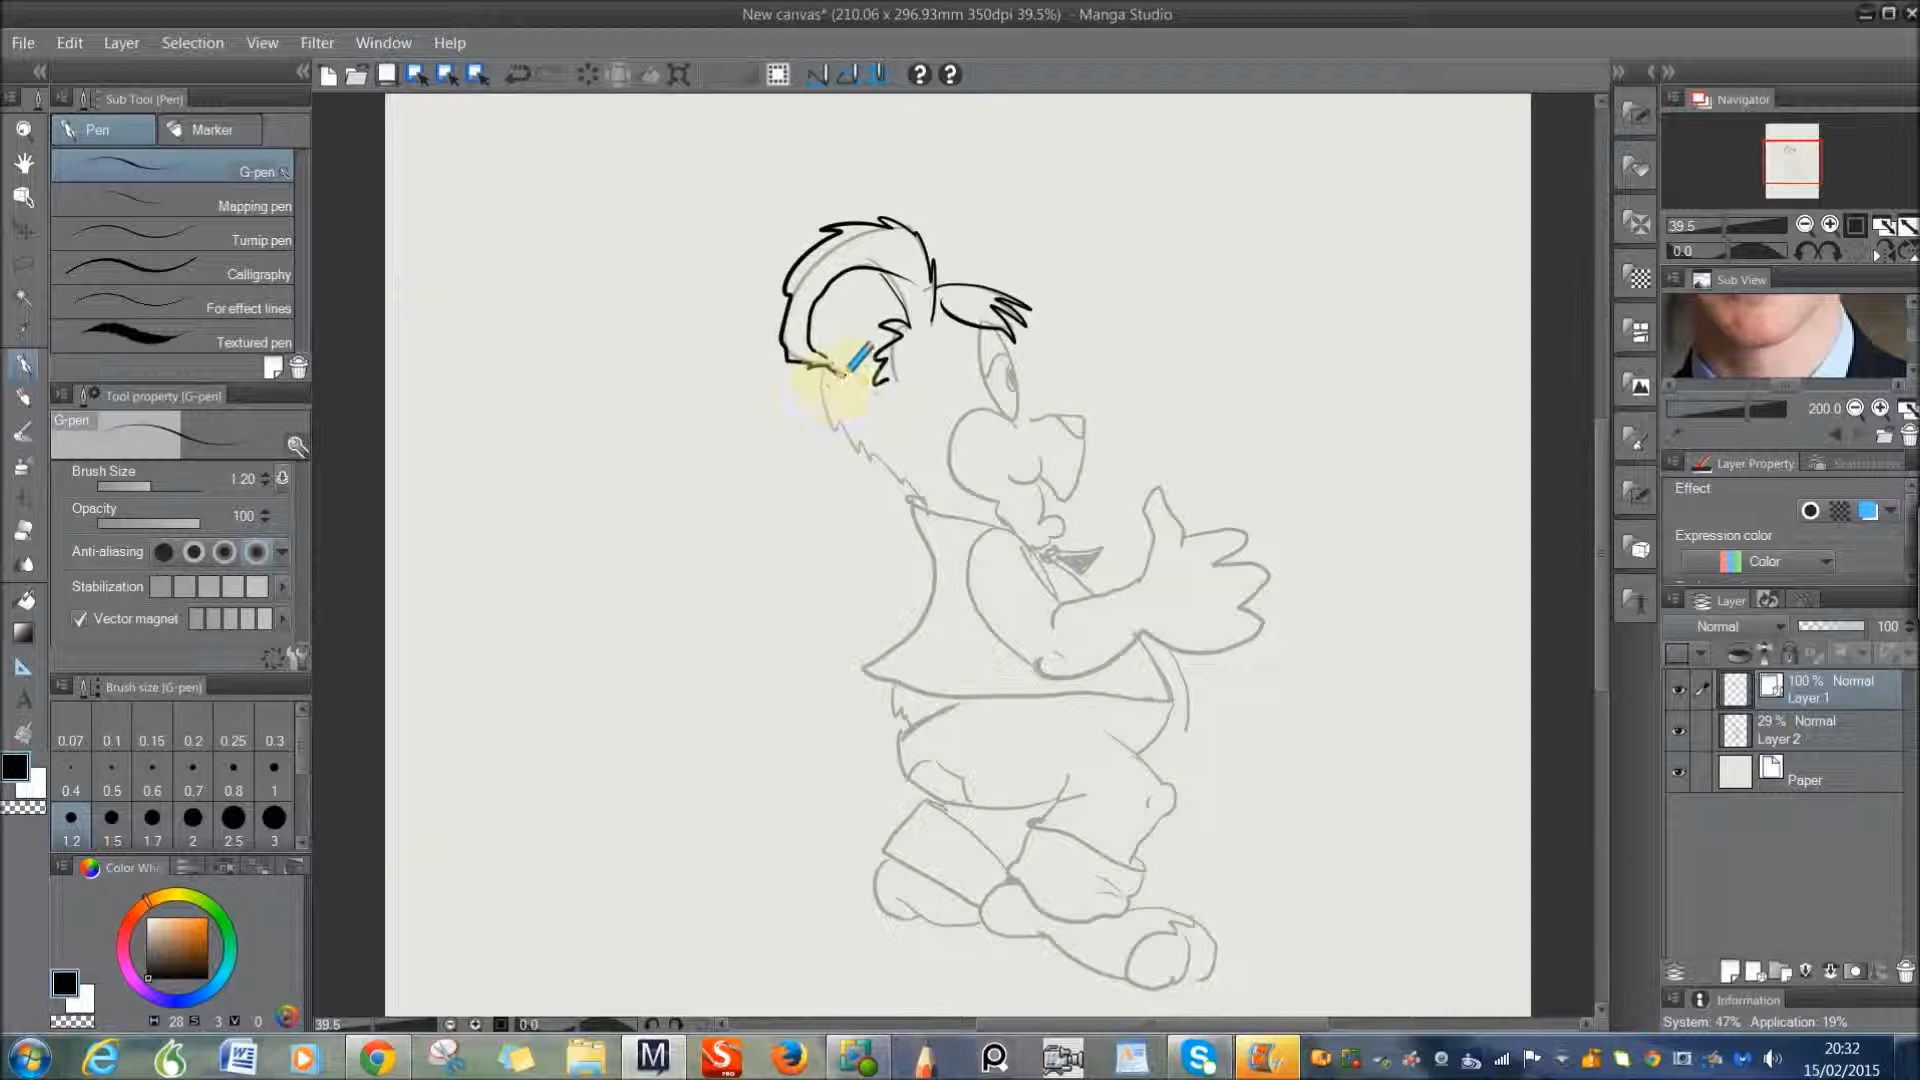 New canvas* (210.06 x 296.93mm 350dpi 39.5%) - Manga Studio
File Edit Layer Selection View Filter Window Help
Sub Tool [Pen]
Pen Marker
G-pen
Mapping pen
Turnip pen
Calligraphy
For effect lines
Textured pen
Tool property [G-pen]
G-pen
Brush Size 1.20
Opacity 100
Anti-aliasing
Stabilization
Vector magnet
Brush size [G-pen]
0.07 0.1 0.15 0.2 0.25 0.3
0.4 0.5 0.6 0.7 0.8 1
1.2 1.5 1.7 2 2.5 3
Color Whe
H 28 S 3 V 0
39.5 0.0
Navigator
39.5
0.0
Sub View
200.0
Layer Property
Effect
Expression color
Color
Layer
Normal 100
100 % Normal
Layer 1
29 % Normal
Layer 2
Paper
Information
System: 47% Application: 19%
20:32
15/02/2015